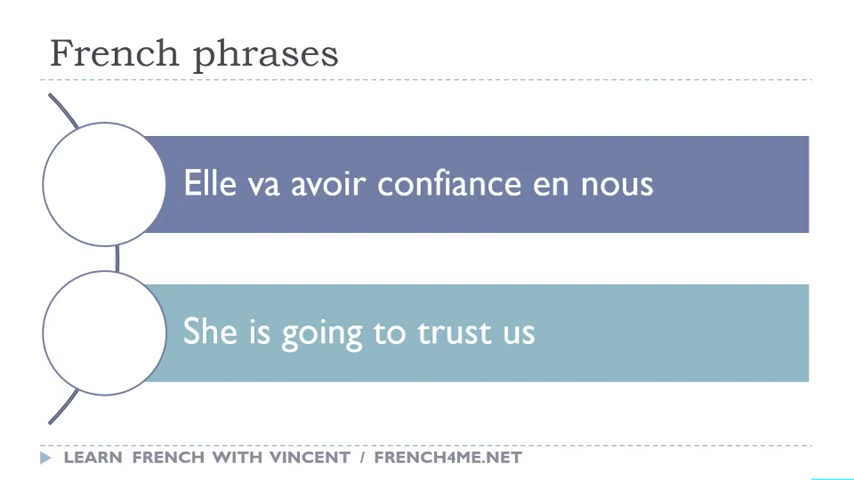 French phrases
Elle va avoir confiance en nous
She is going to trust us
LEARN FRENCH WITH VINCENT / FRENCH4ME.NET